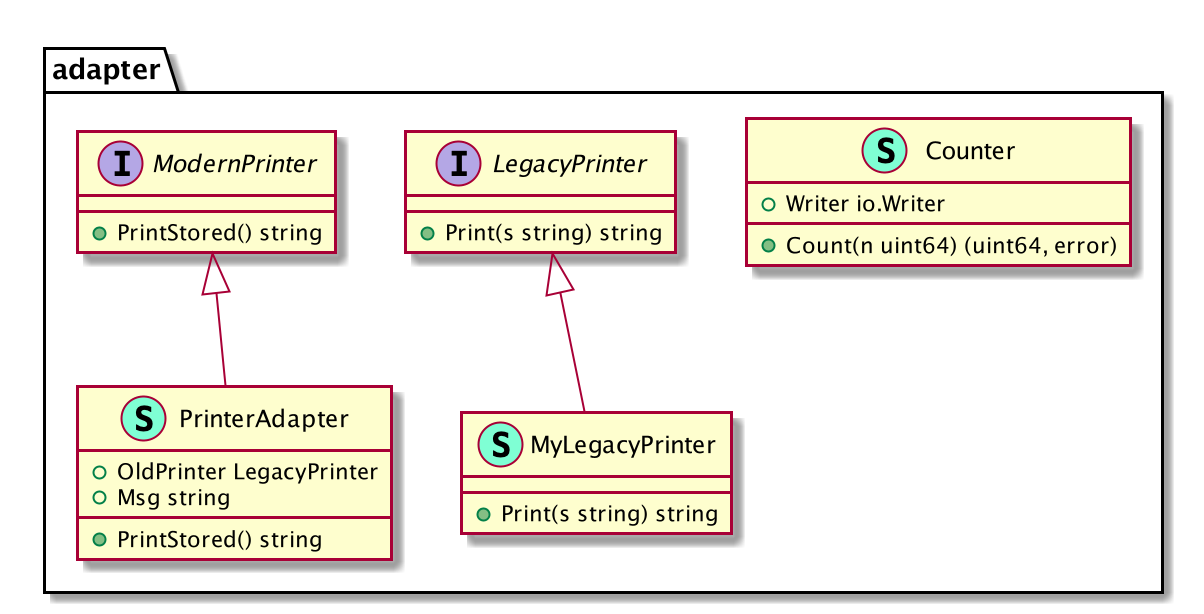 adapter
I ModernPrinter
PrintStored() string
I LegacyPrinter
Print(s string) string
S Counter
Writer io.Writer
Count(n uint64) (uint64, error)
S PrinterAdapter
OldPrinter LegacyPrinter
Msg string
PrintStored() string
S MyLegacyPrinter
Print(s string) string